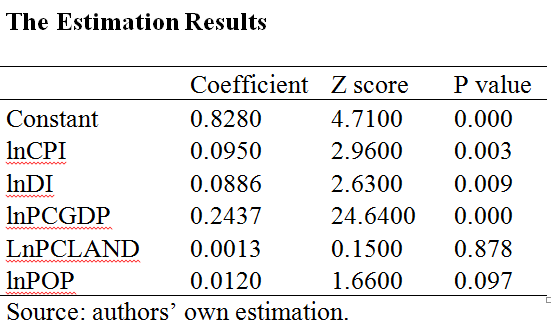 The Estimation Results
Coefficient Z score P value
Constant 0.8280 4.7100 0.000
lnCPI 0.0950 2.9600 0.003
lnDI 0.0886 2.6300 0.009
lnPCGDP 0.2437 24.6400 0.000
LnPCLAND 0.0013 0.1500 0.878
lnPOP 0.0120 1.6600 0.097
Source: authors' own estimation.